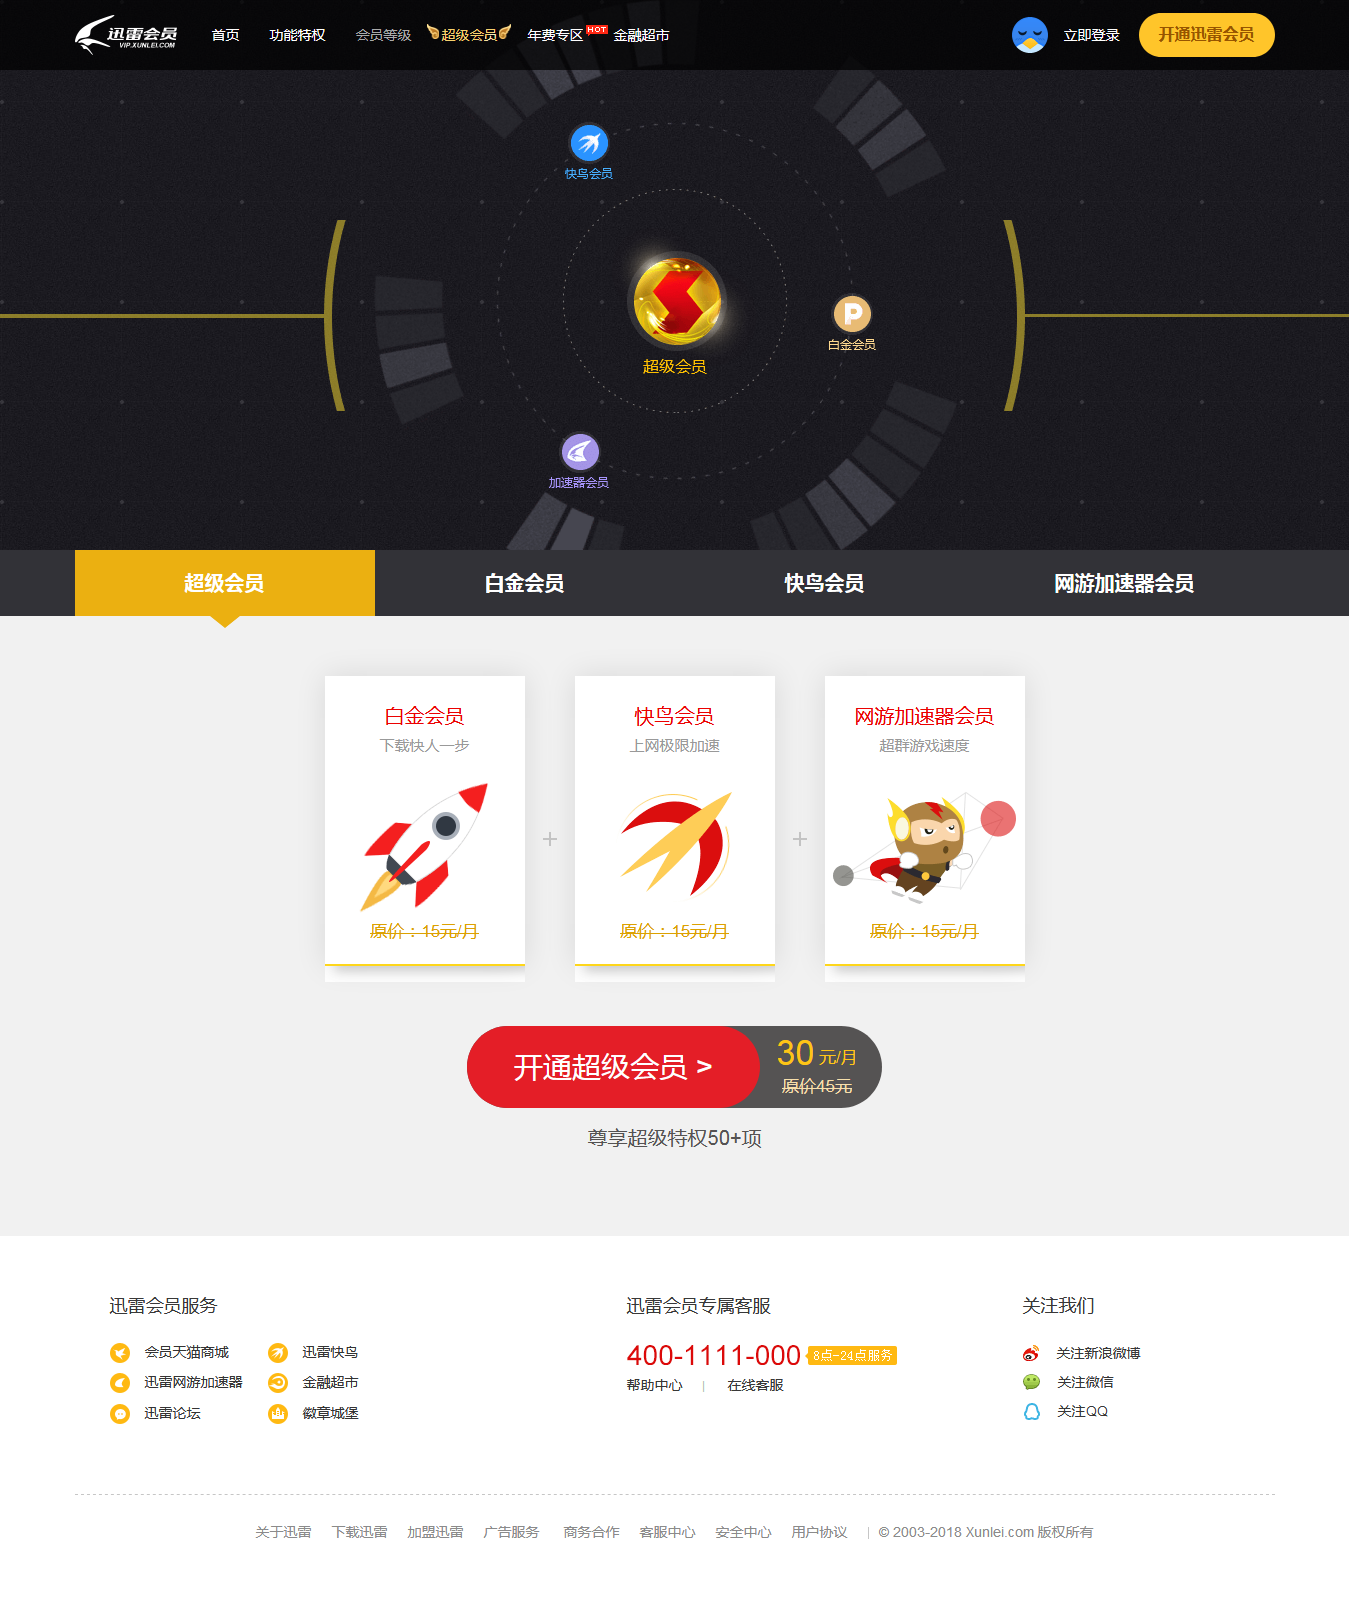 迅雷会员
VIP.XUNLEI.COM
首页 功能特权 会员等级 超级会员 年费专区 HOT 金融超市 立即登录 开通迅雷会员
快鸟会员
白金会员
超级会员
加速器会员
超级会员 白金会员 快鸟会员 网游加速器会员
白金会员 快鸟会员 网游加速器会员
下载快人一步 上网极限加速 超群游戏速度
+ +
原价：15元/月 原价：15元/月 原价：15元/月
开通超级会员 > 30 元/月
原价45元
尊享超级特权50+项
迅雷会员服务 迅雷会员专属客服 关注我们
会员天猫商城 迅雷快鸟 400-1111-000 8点-24点服务 关注新浪微博
迅雷网游加速器 金融超市 帮助中心 | 在线客服 关注微信
迅雷论坛 徽章城堡 关注QQ
关于迅雷 下载迅雷 加盟迅雷 广告服务 商务合作 客服中心 安全中心 用户协议 | © 2003-2018 Xunlei.com 版权所有